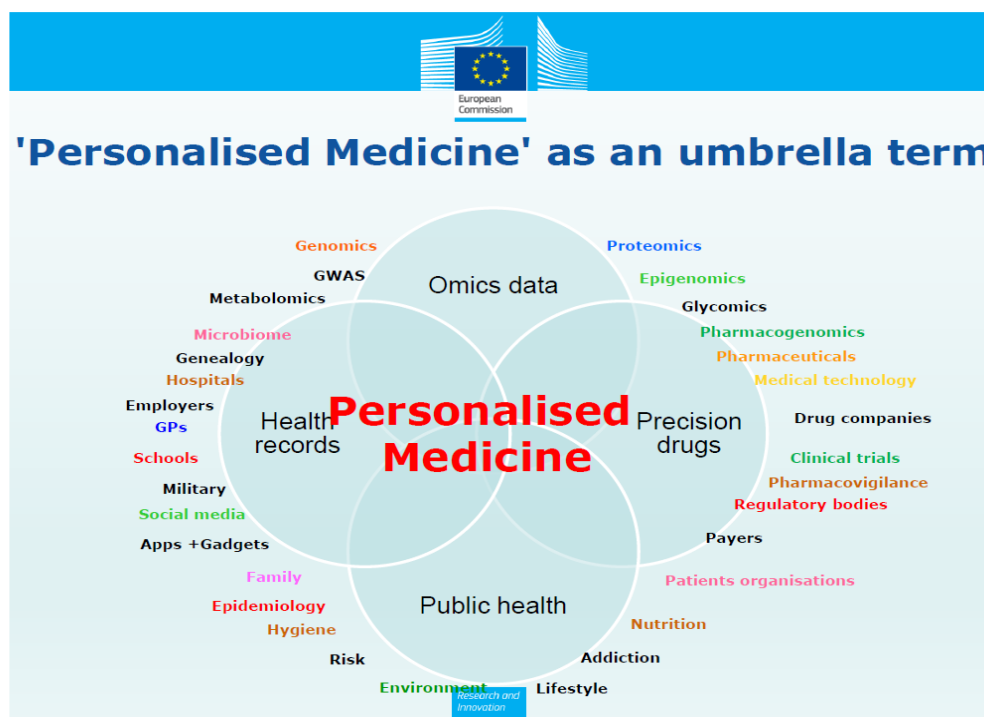 European
Commission
'Personalised Medicine' as an umbrella term
Genomics
Proteomics
GWAS
Omics data
Epigenomics
Metabolomics
Glycomics
Microbiome
Pharmacogenomics
Genealogy
Pharmaceuticals
Hospitals
Medical technology
Employers
GPs
Health
records
Personalised
Medicine
Precision
drugs
Drug companies
Schools
Clinical trials
Military
Pharmacovigilance
Social media
Regulatory bodies
Apps +Gadgets
Payers
Family
Patients organisations
Epidemiology
Public health
Hygiene
Nutrition
Risk
Addiction
Environment
Lifestyle
Research and
Innovation